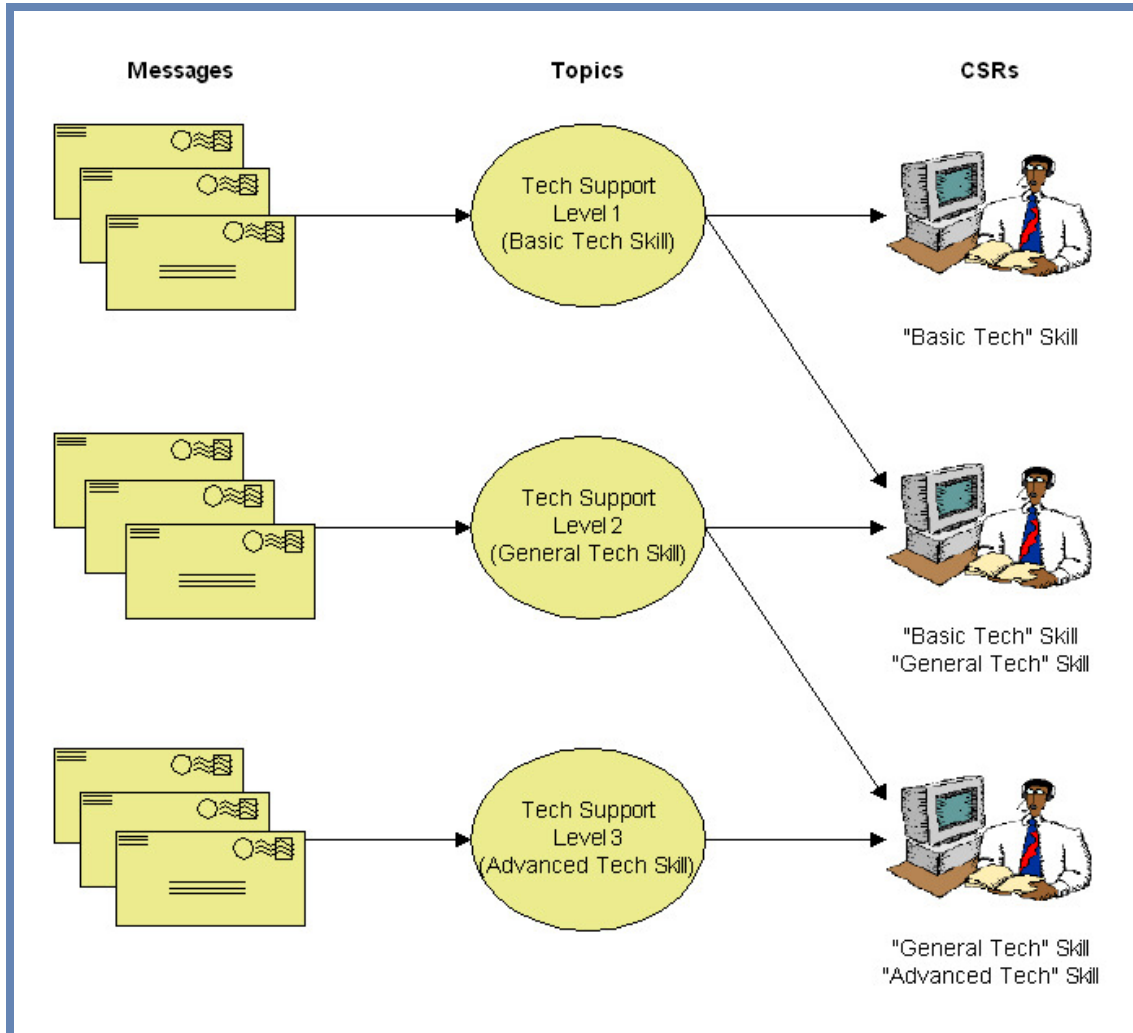 Messages
Topics
CSRs
Tech Support
Level 1
(Basic Tech Skill)
"Basic Tech" Skill
Tech Support
Level 2
(General Tech Skill)
"Basic Tech" Skill
"General Tech" Skill
Tech Support
Level 3
(Advanced Tech Skill)
"General Tech" Skill
"Advanced Tech" Skill